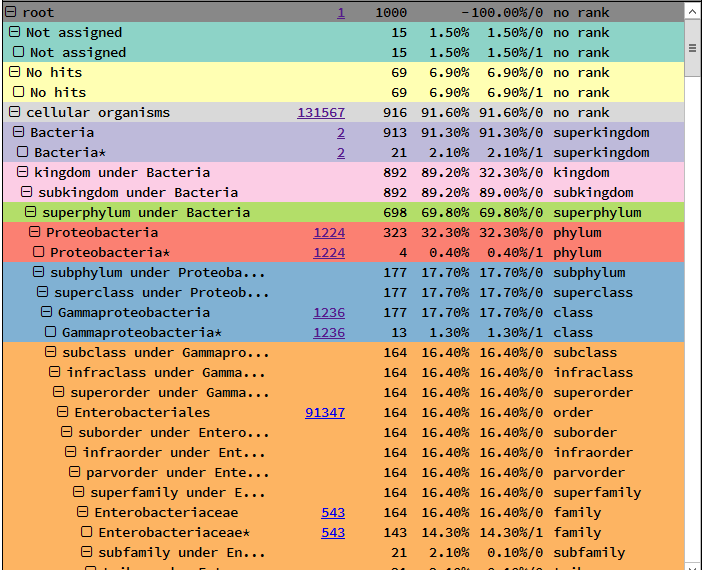 root 1 1000 -100.00%/0 no rank
Not assigned 15 1.50% 1.50%/0 no rank
Not assigned 15 1.50% 1.50%/1 no rank
No hits 69 6.90% 6.90%/0 no rank
No hits 69 6.90% 6.90%/1 no rank
cellular organisms 131567 916 91.60% 91.60%/0 no rank
Bacteria 2 913 91.30% 91.30%/0 superkingdom
Bacteria* 2 21 2.10% 2.10%/1 superkingdom
kingdom under Bacteria 892 89.20% 32.30%/0 kingdom
subkingdom under Bacteria 892 89.20% 89.00%/0 subkingdom
superphylum under Bacteria 698 69.80% 69.80%/0 superphylum
Proteobacteria 1224 323 32.30% 32.30%/0 phylum
Proteobacteria* 1224 4 0.40% 0.40%/1 phylum
subphylum under Proteoba... 177 17.70% 17.70%/0 subphylum
superclass under Proteob... 177 17.70% 17.70%/0 superclass
Gammaproteobacteria 1236 177 17.70% 17.70%/0 class
Gammaproteobacteria* 1236 13 1.30% 1.30%/1 class
subclass under Gammapro... 164 16.40% 16.40%/0 subclass
infraclass under Gamma... 164 16.40% 16.40%/0 infraclass
superorder under Gamma... 164 16.40% 16.40%/0 superorder
Enterobacteriales 91347 164 16.40% 16.40%/0 order
suborder under Entero... 164 16.40% 16.40%/0 suborder
infraorder under Ent... 164 16.40% 16.40%/0 infraorder
parvorder under Ente... 164 16.40% 16.40%/0 parvorder
superfamily under E... 164 16.40% 16.40%/0 superfamily
Enterobacteriaceae 543 164 16.40% 16.40%/0 family
Enterobacteriaceae* 543 143 14.30% 14.30%/1 family
subfamily under En... 21 2.10% 0.10%/0 subfamily